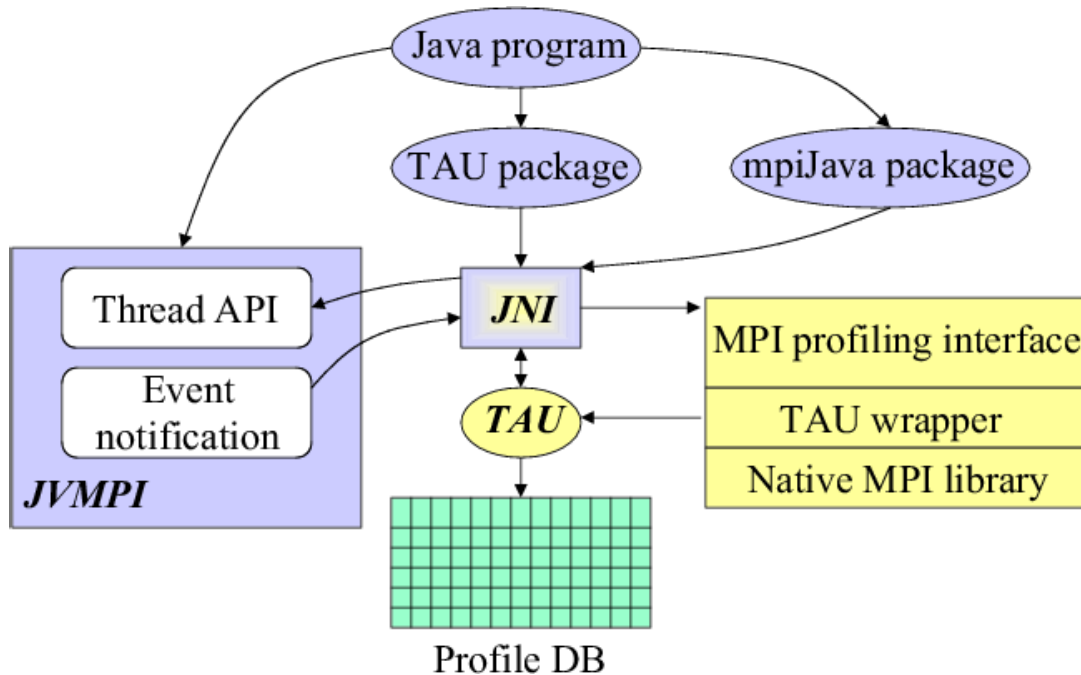 Java program
TAU package
mpiJava package
Thread API
JNI
MPI profiling interface
Event
notification
TAU
TAU wrapper
JVMPI
Native MPI library
Profile DB